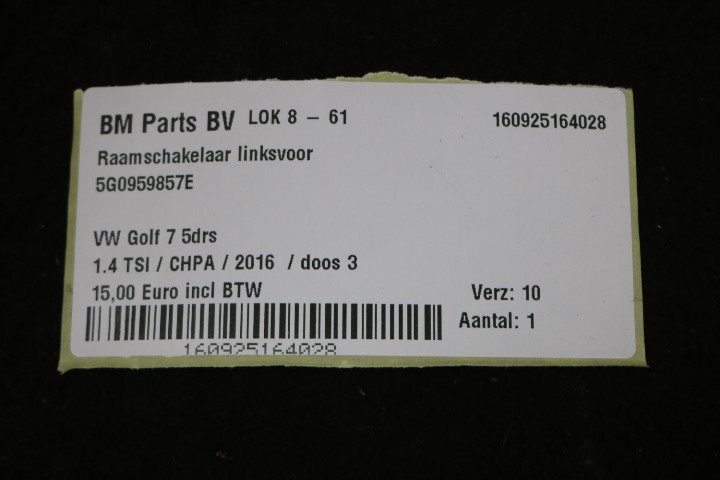 BM Parts BV LOK 8 – 61 160925164028
Raamschakelaar linksvoor
5G0959857E
VW Golf 7 5drs
1.4 TSI / CHPA / 2016 / doos 3
15,00 Euro incl BTW Verz: 10
Aantal: 1
160925164028